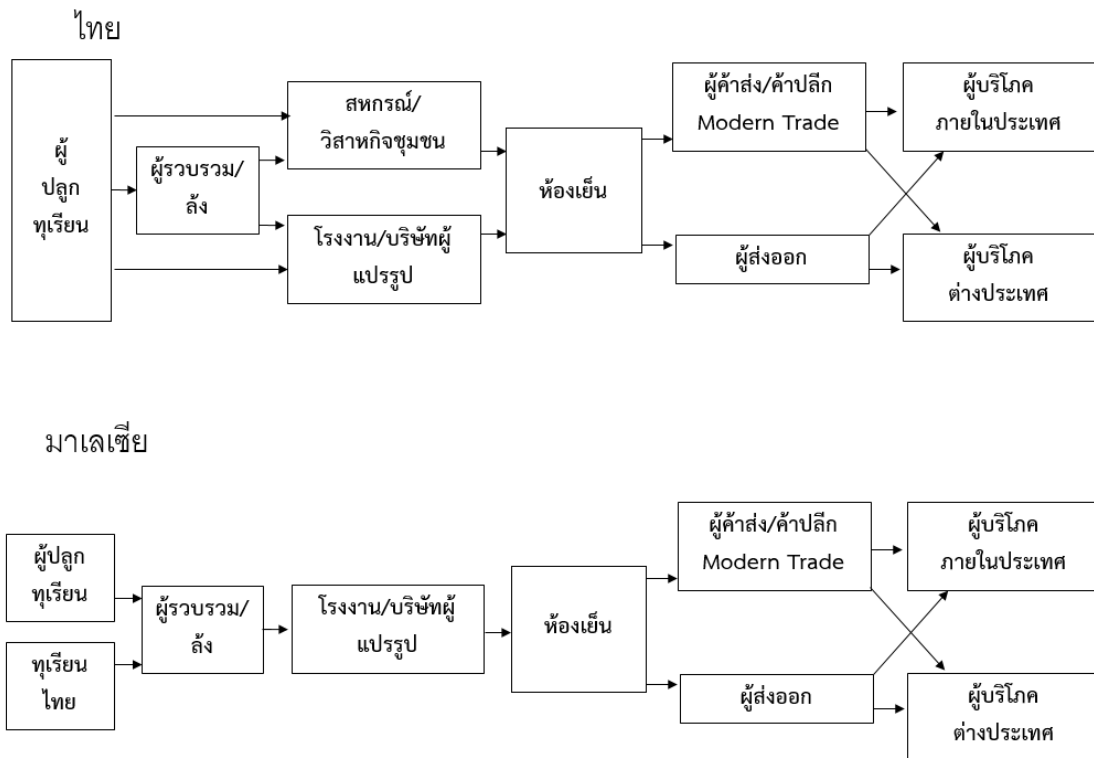 ไทย
ผู้
ปลูก
ทุเรียน
ผู้รวบรวม/
ล้ง
สหกรณ์/
วิสาหกิจชุมชน
โรงงาน/บริษัทผู้
แปรรูป
ห้องเย็น
ผู้ค้าส่ง/ค้าปลีก
Modern Trade
ผู้ส่งออก
ผู้บริโภค
ภายในประเทศ
ผู้บริโภค
ต่างประเทศ
มาเลเซีย
ผู้ปลูก
ทุเรียน
ทุเรียน
ไทย
ผู้รวบรวม/
ล้ง
โรงงาน/บริษัทผู้
แปรรูป
ห้องเย็น
ผู้ค้าส่ง/ค้าปลีก
Modern Trade
ผู้ส่งออก
ผู้บริโภค
ภายในประเทศ
ผู้บริโภค
ต่างประเทศ